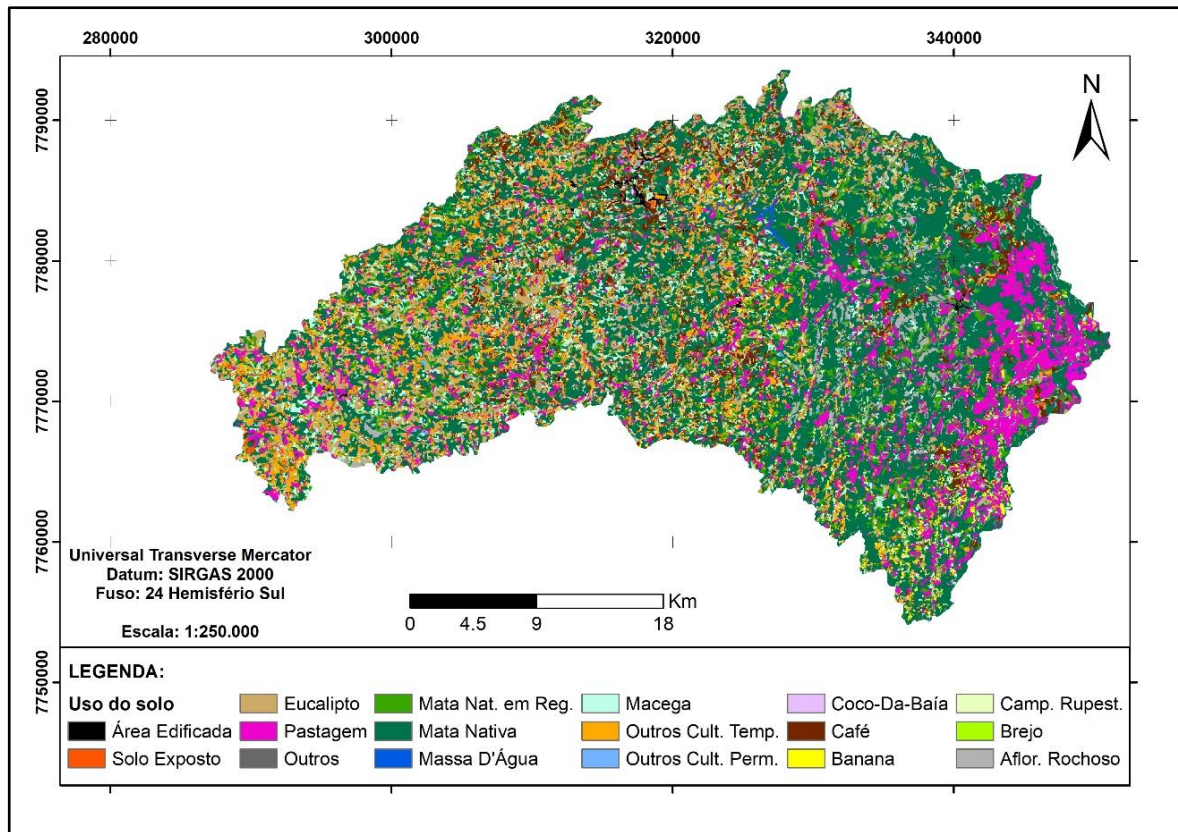 280000 300000 320000 340000
N
7790000
7780000
7770000
7760000
7750000
Universal Transverse Mercator
Datum: SIRGAS 2000
Fuso: 24 Hemisfério Sul
Escala: 1:250.000
Km
0 4.5 9 18
LEGENDA:
Uso do solo Eucalipto Mata Nat. em Reg. Macega Coco-Da-Baía Camp. Rupest.
Área Edificada Pastagem Mata Nativa Outros Cult. Temp. Café Brejo
Solo Exposto Outros Massa D'Água Outros Cult. Perm. Banana Aflor. Rochoso